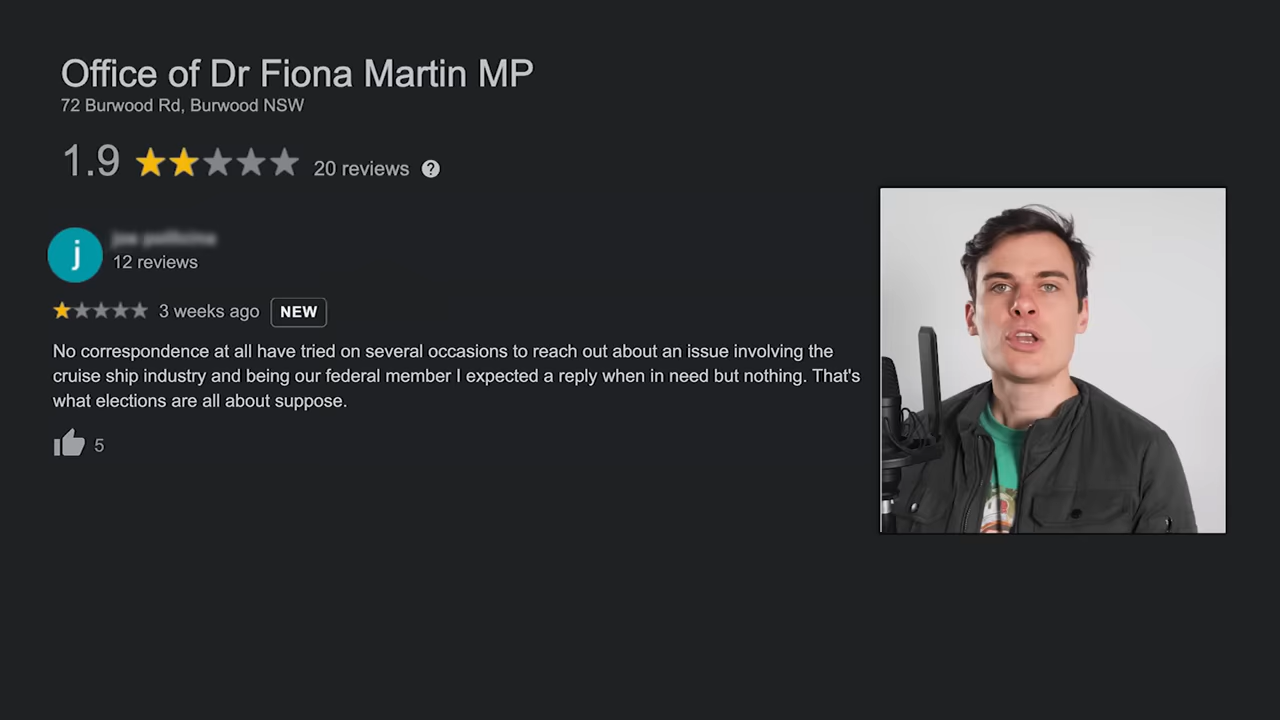 Office of Dr Fiona Martin MP
72 Burwood Rd, Burwood NSW
1.9 20 reviews ?
j
12 reviews
3 weeks ago NEW
No correspondence at all have tried on several occasions to reach out about an issue involving the
cruise ship industry and being our federal member I expected a reply when in need but nothing. That's
what elections are all about suppose.
5